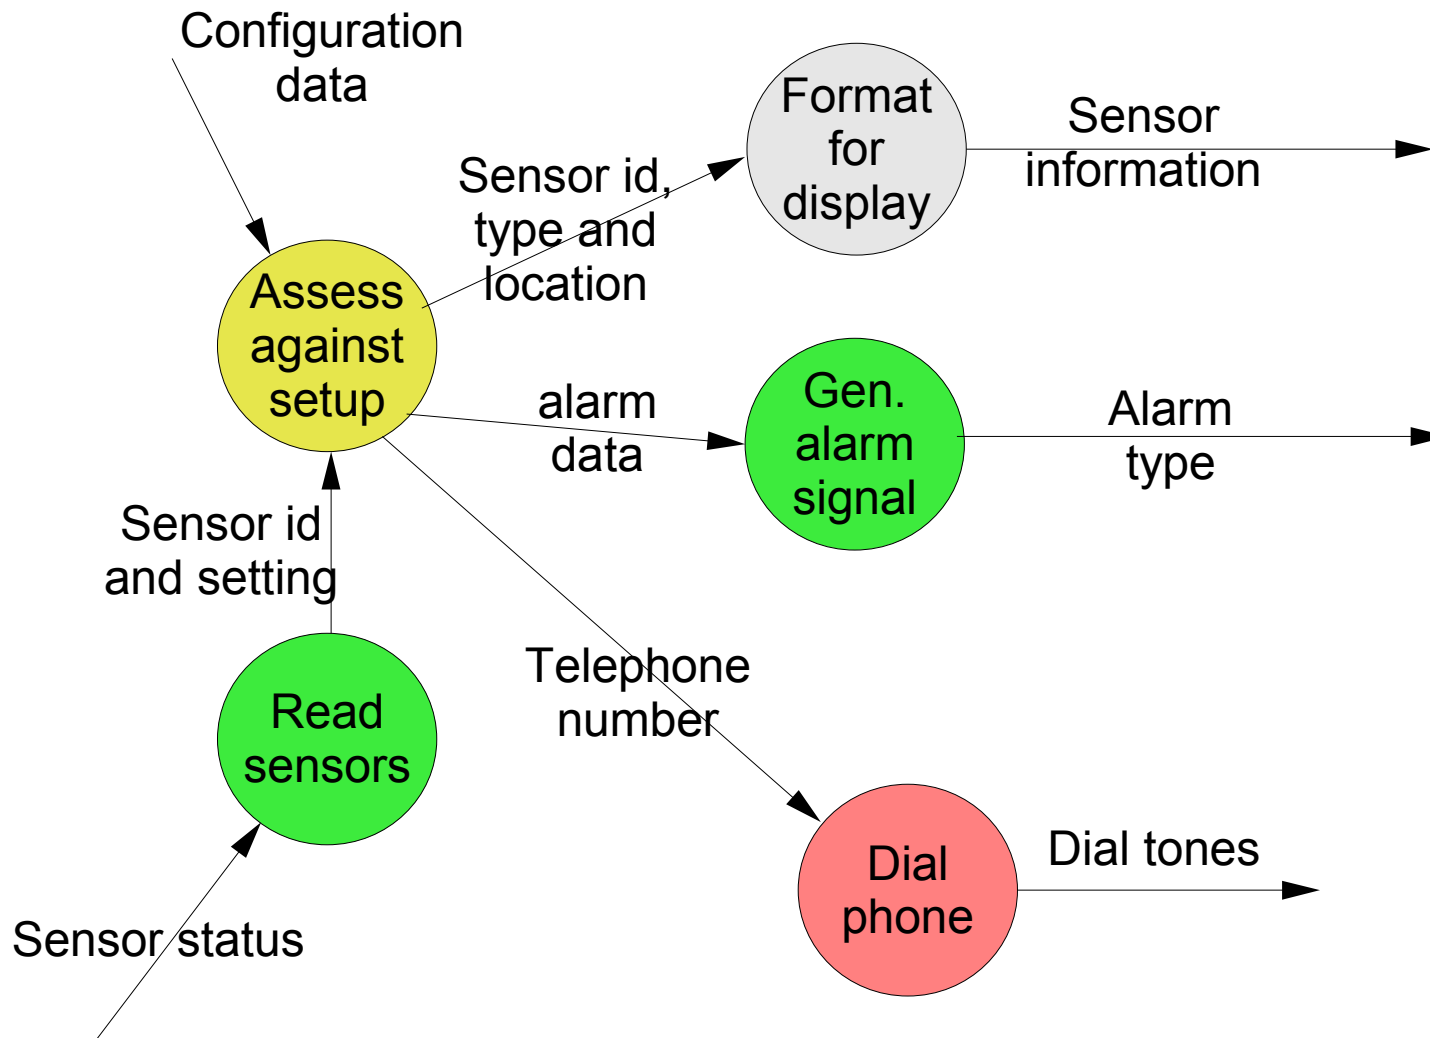 Configuration
data
Format
for
display
Sensor
information
Sensor id,
type and
location
Assess
against
setup
alarm
data
Gen.
alarm
signal
Alarm
type
Sensor id
and setting
Telephone
number
Read
sensors
Dial
phone
Dial tones
Sensor status